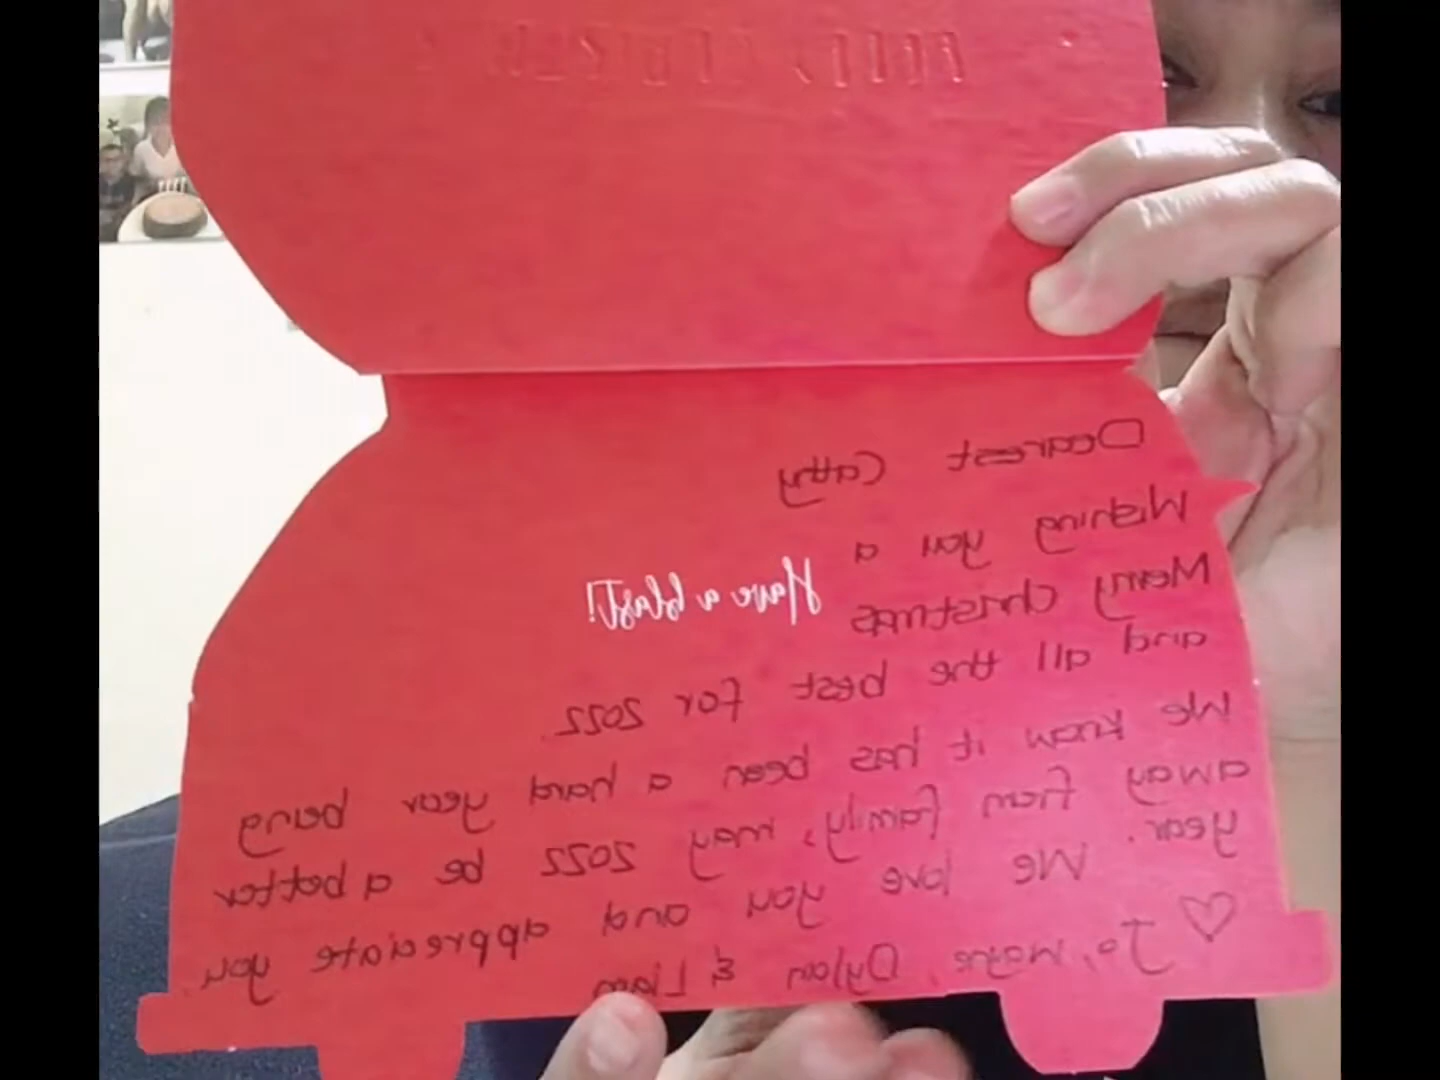 Dearest Cathy
Wishing you a
Merry Christmas
Have a blast!
and all the best for 2022.
We know it has been a hard year being
away from family, may 2022 be a better
year. We love you and appreciate you.
♡ Jo, Wayne, Dylan & Liam